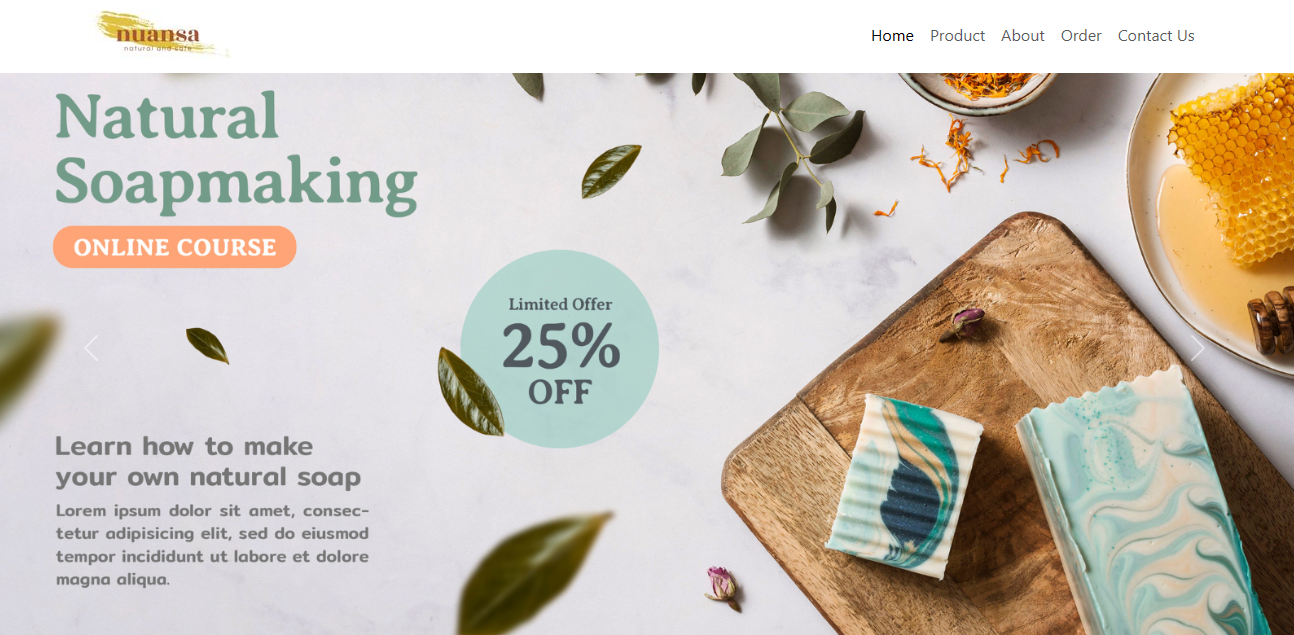 nuansa
natural and safe
Home
Product
About
Order
Contact Us
Natural
Soapmaking
ONLINE COURSE
Limited Offer
25%
OFF
Learn how to make
your own natural soap
Lorem ipsum dolor sit amet, consec-
tetur adipisicing elit, sed do eiusmod
tempor incididunt ut labore et dolore
magna aliqua.